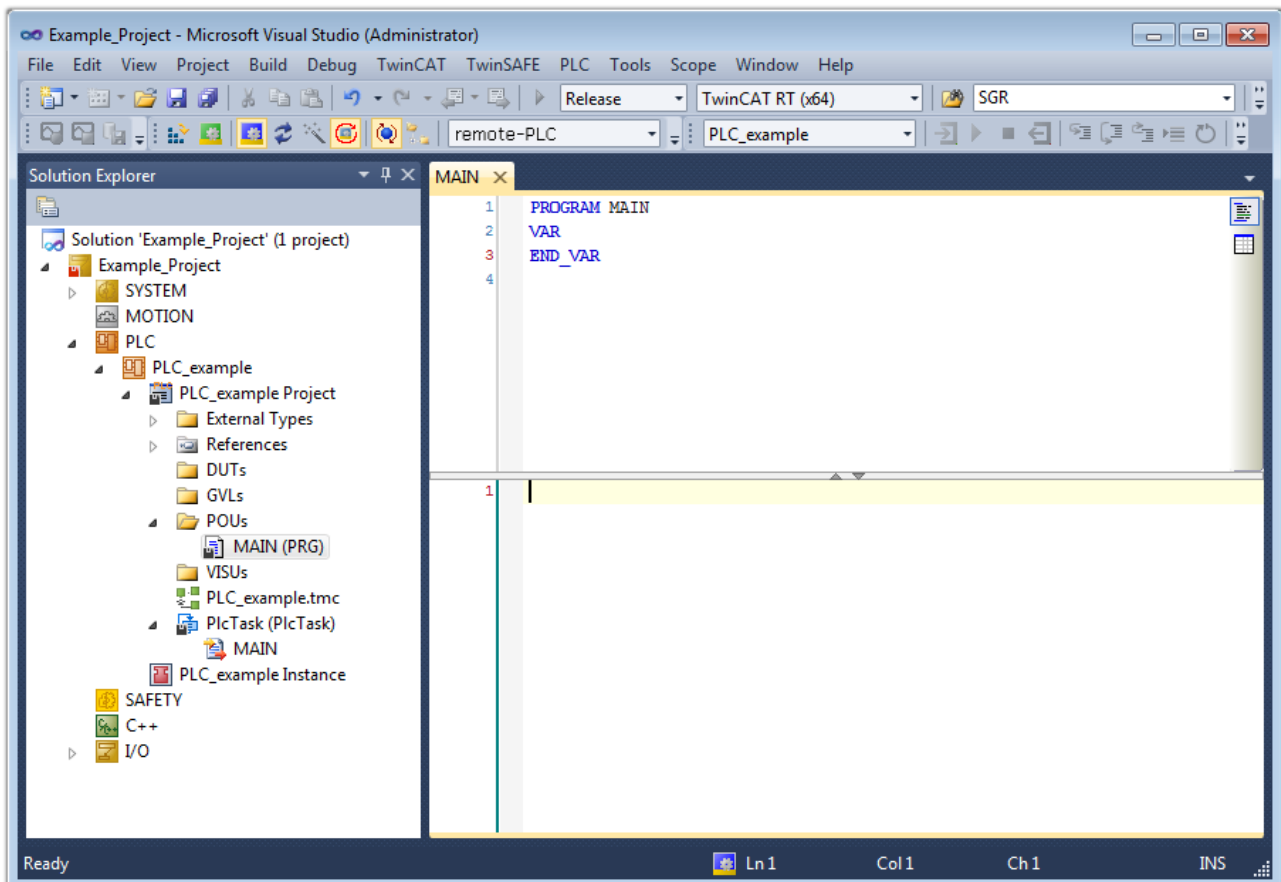 Example_Project - Microsoft Visual Studio (Administrator)
File Edit View Project Build Debug TwinCAT TwinSAFE PLC Tools Scope Window Help
Release TwinCAT RT (x64) SGR
remote-PLC PLC_example
Solution Explorer
MAIN
Solution 'Example_Project' (1 project)
Example_Project
SYSTEM
MOTION
PLC
PLC_example
PLC_example Project
External Types
References
DUTs
GVLs
POUs
MAIN (PRG)
VISUs
PLC_example.tmc
PlcTask (PlcTask)
MAIN
PLC_example Instance
SAFETY
C++
I/O
1 PROGRAM MAIN
2 VAR
3 END_VAR
4
1
Ready Ln 1 Col 1 Ch 1 INS